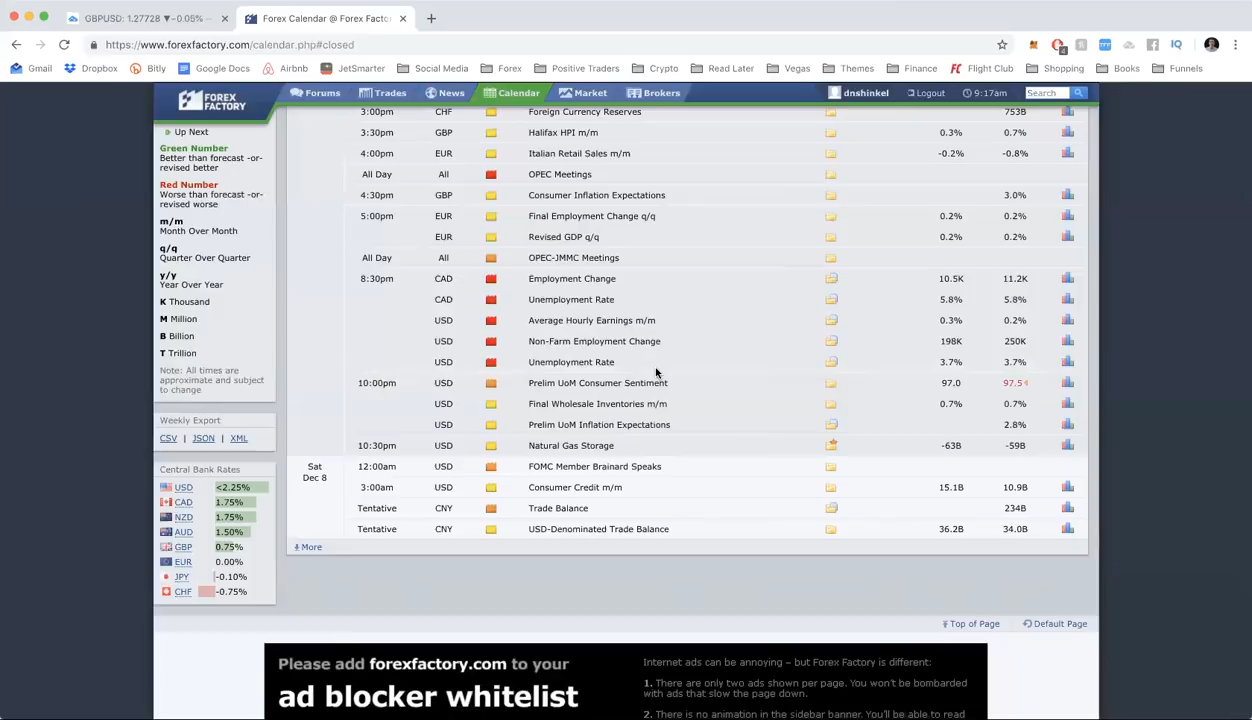 GBPUSD: 1.27728 ▼−0.05%
Forex Calendar @ Forex Facto
https://www.forexfactory.com/calendar.php#closed
4
Gmail Dropbox Bitly Google Docs Airbnb JetSmarter Social Media Forex Positive Traders Crypto Read Later Vegas Themes Finance Flight Club Shopping Books Funnels
TFF
IQ
FOREX
FACTORY
Forums Trades News Calendar Market Brokers dnshinkel Logout 9:17am Search
Up Next
Green Number
Better than forecast -or-
revised better
Red Number
Worse than forecast -or-
revised worse
m/m
Month Over Month
q/q
Quarter Over Quarter
y/y
Year Over Year
K Thousand
M Million
B Billion
T Trillion
Note: All times are
approximate and subject
to change
Weekly Export
CSV | JSON | XML
Central Bank Rates
USD <2.25%
CAD 1.75%
NZD 1.75%
AUD 1.50%
GBP 0.75%
EUR 0.00%
JPY -0.10%
CHF -0.75%
3:00pm CHF Foreign Currency Reserves 753B
3:30pm GBP Halifax HPI m/m 0.3% 0.7%
4:00pm EUR Italian Retail Sales m/m -0.2% -0.8%
All Day All OPEC Meetings
4:30pm GBP Consumer Inflation Expectations 3.0%
5:00pm EUR Final Employment Change q/q 0.2% 0.2%
EUR Revised GDP q/q 0.2% 0.2%
All Day All OPEC-JMMC Meetings
8:30pm CAD Employment Change 10.5K 11.2K
CAD Unemployment Rate 5.8% 5.8%
USD Average Hourly Earnings m/m 0.3% 0.2%
USD Non-Farm Employment Change 198K 250K
USD Unemployment Rate 3.7% 3.7%
10:00pm USD Prelim UoM Consumer Sentiment 97.0 97.5
USD Final Wholesale Inventories m/m 0.7% 0.7%
USD Prelim UoM Inflation Expectations 2.8%
10:30pm USD Natural Gas Storage -63B -59B
Sat
Dec 8
12:00am USD FOMC Member Brainard Speaks
3:00am USD Consumer Credit m/m 15.1B 10.9B
Tentative CNY Trade Balance 234B
Tentative CNY USD-Denominated Trade Balance 36.2B 34.0B
More
Top of Page Default Page
Please add forexfactory.com to your
ad blocker whitelist
Internet ads can be annoying – but Forex Factory is different:
1. There are only two ads shown per page. You won't be bombarded
with ads that slow the page down.
2. There is no animation in the sidebar banner. You'll be able to read